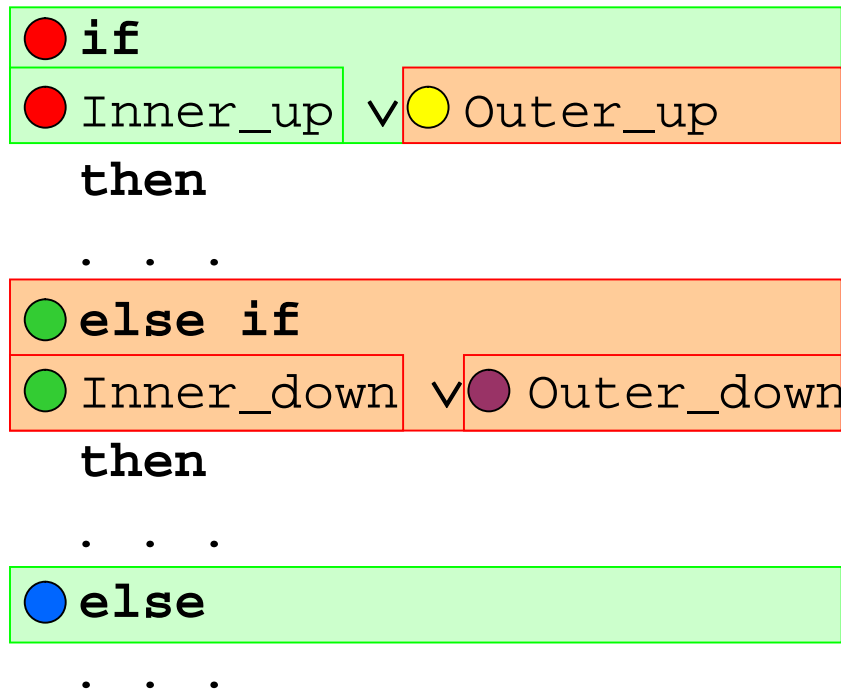 if
Inner_up ∨ Outer_up
then
. . .
else if
Inner_down ∨ Outer_down
then
. . .
else
. . .